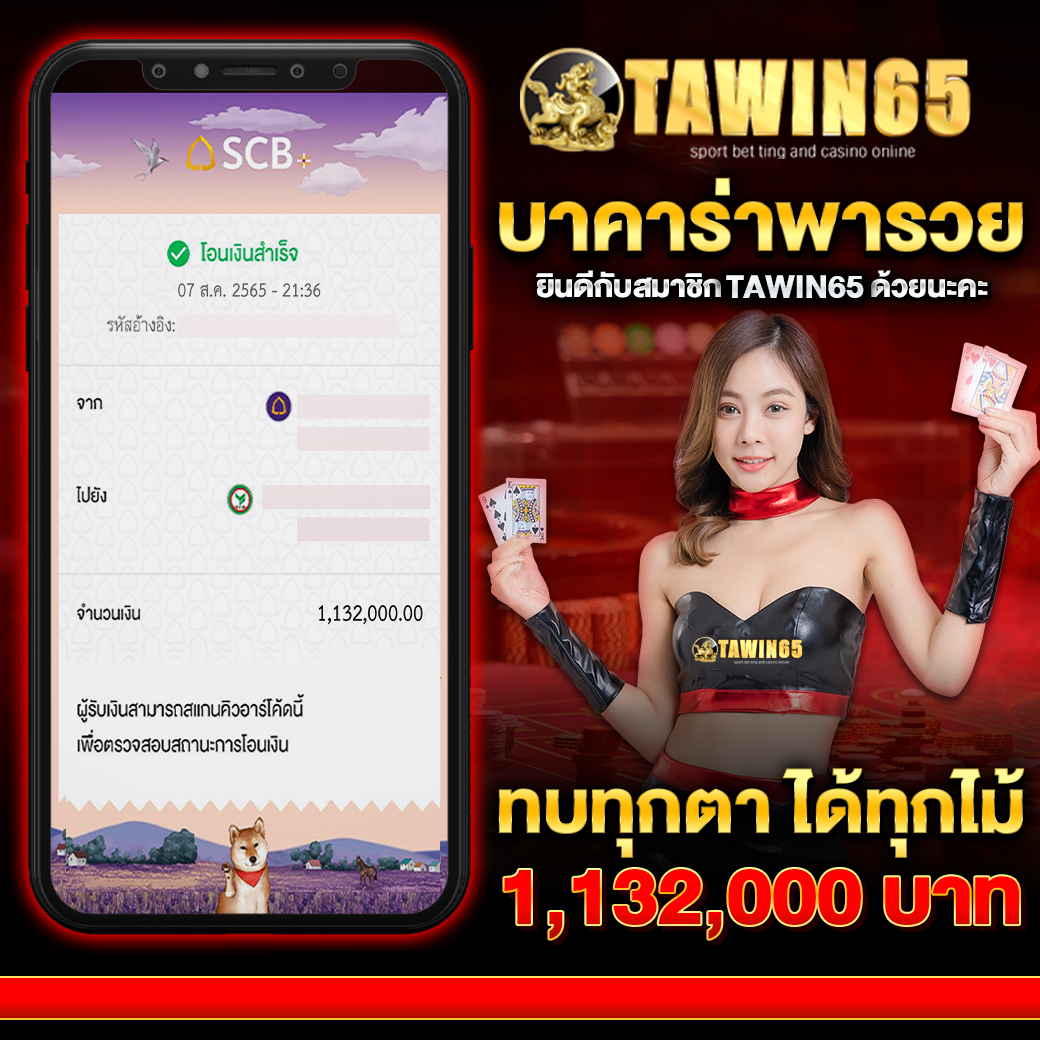 SCB+
โอนเงินสำเร็จ
07 ส.ค. 2565 - 21:36
รหัสอ้างอิง:
จาก
ไปยัง
จำนวนเงิน 1,132,000.00
ผู้รับเงินสามารถสแกนคิวอาร์โค้ดนี้
เพื่อตรวจสอบสถานะการโอนเงิน
TAWIN65
sport bet ting and casino online
บาคาร่าพารวย
ยินดีกับสมาชิก TAWIN65 ด้วยนะคะ
TAWIN65
sport bet ting and casino online
ทบทุกตา ได้ทุกไม้
1,132,000 บาท